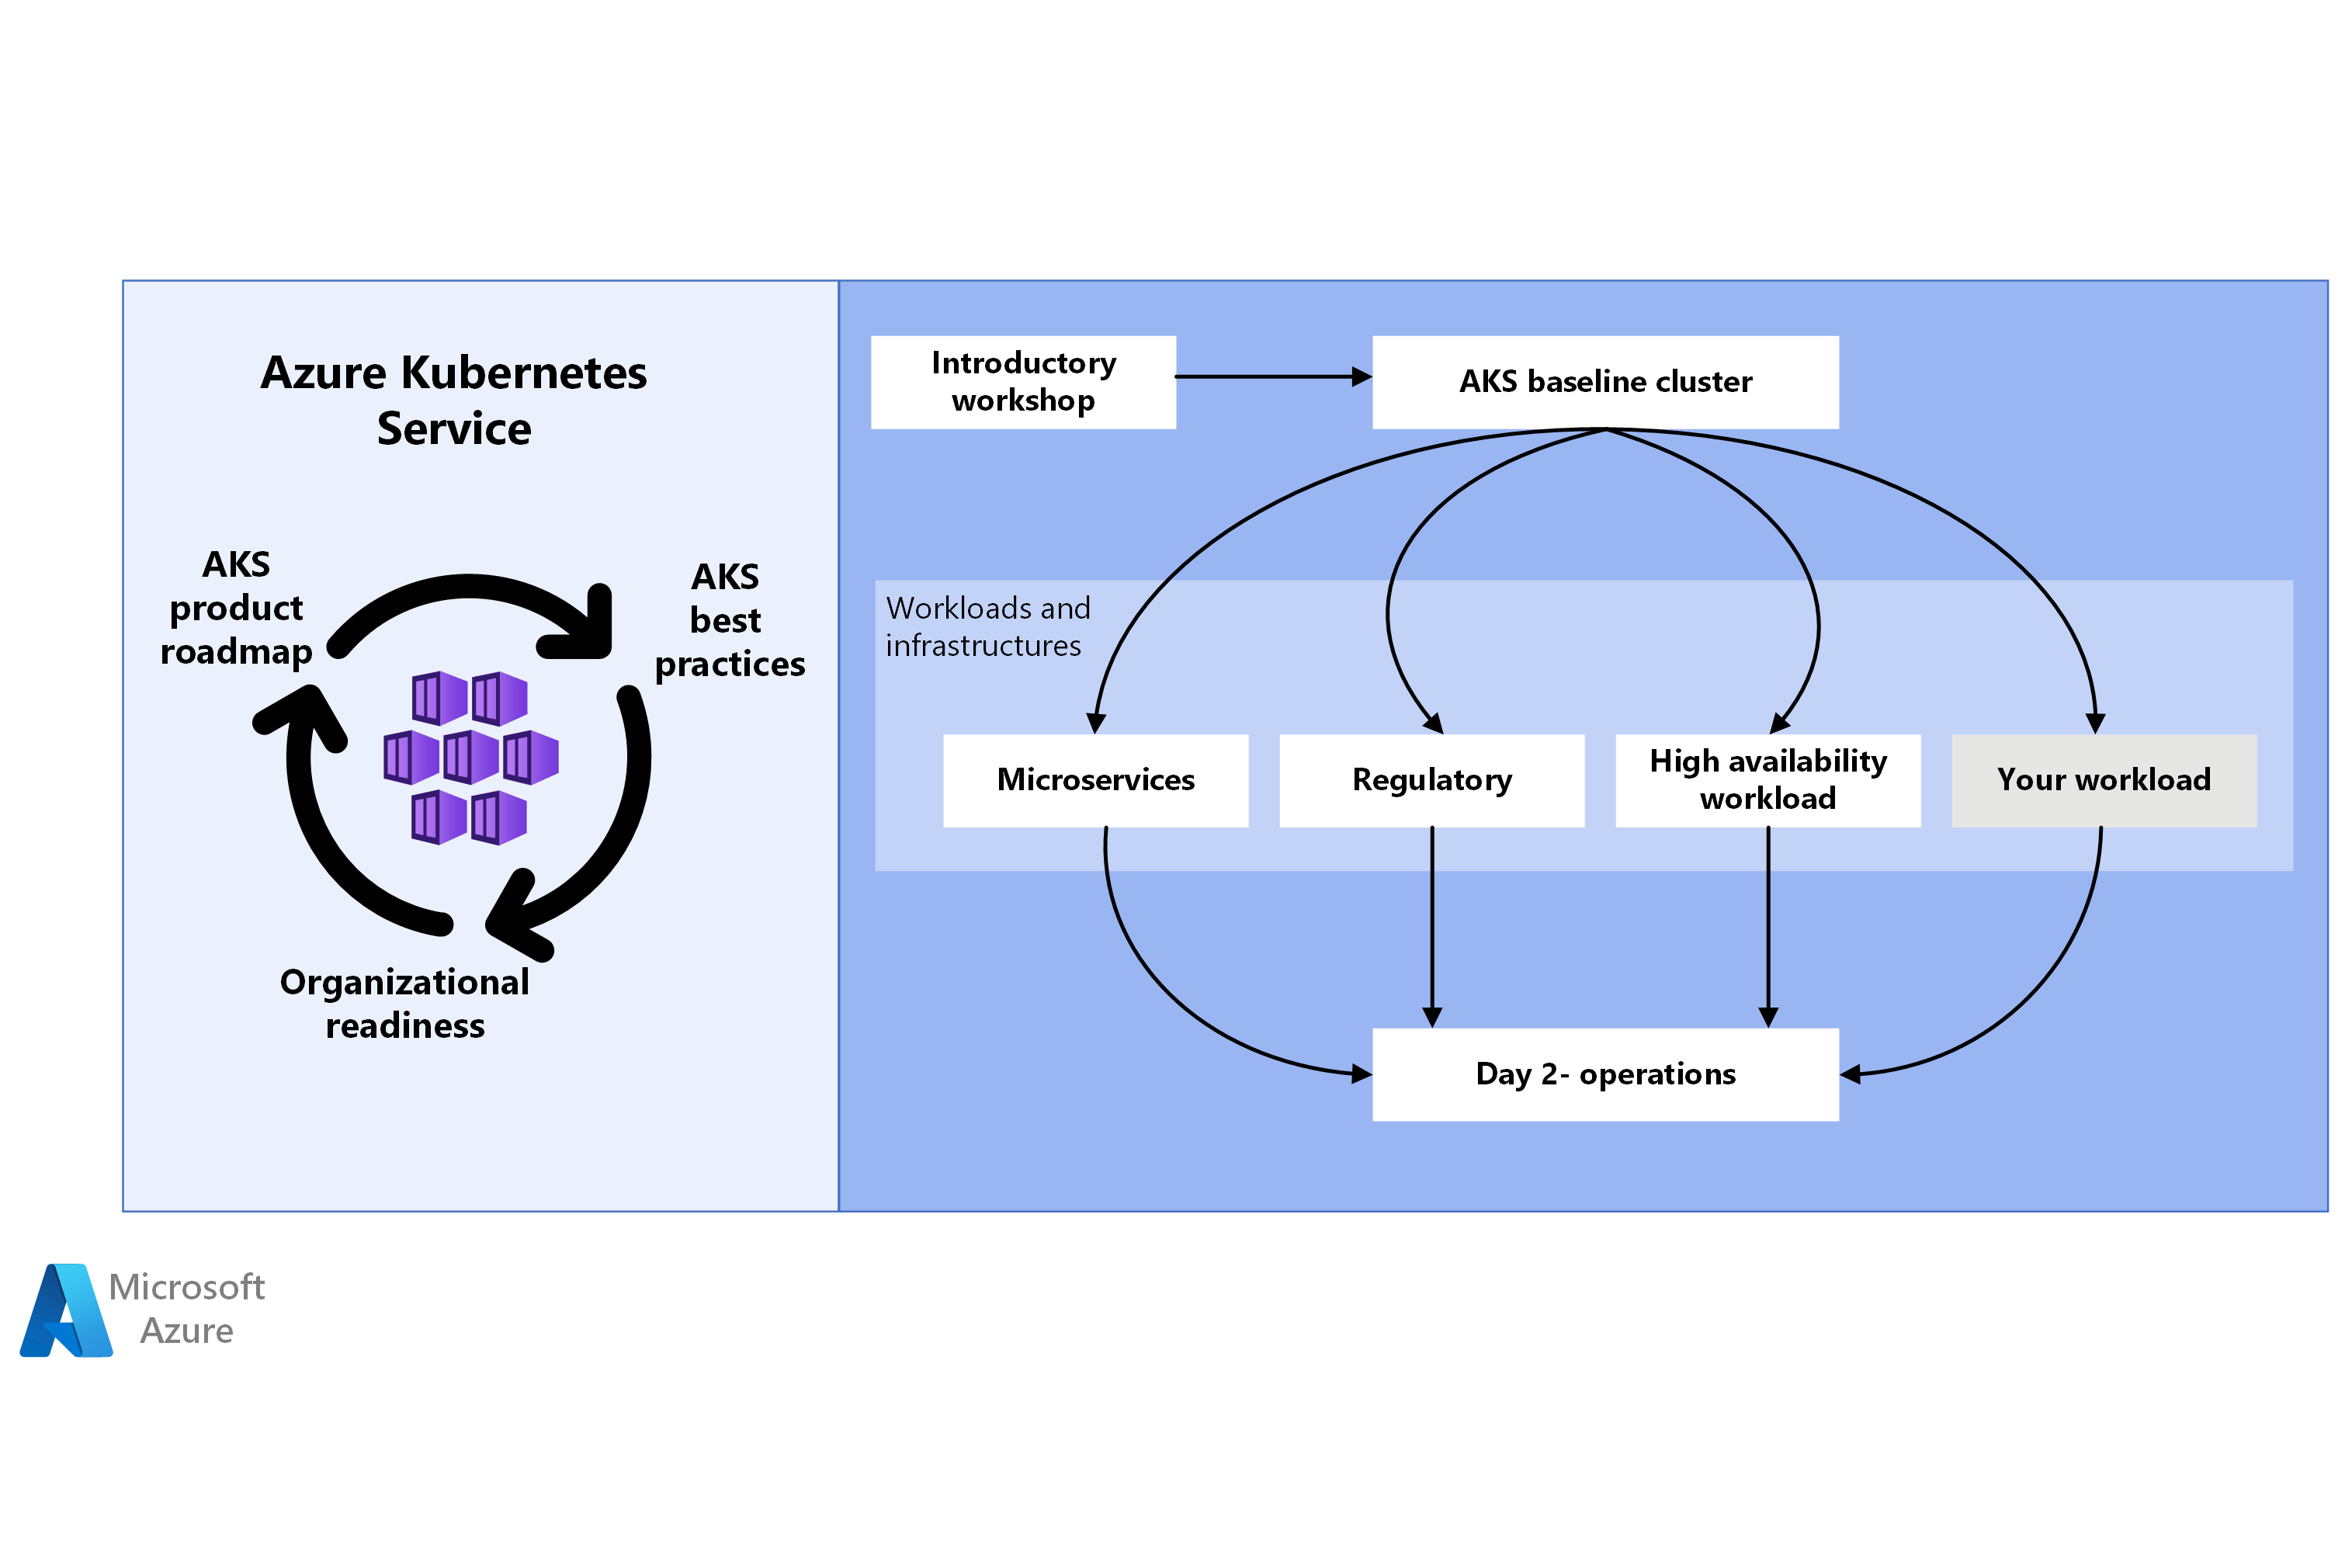 Azure Kubernetes
Service
AKS
product
roadmap
AKS
best
practices
Organizational
readiness
Introductory
workshop
AKS baseline cluster
Workloads and
infrastructures
Microservices
Regulatory
High availability
workload
Your workload
Day 2- operations
Microsoft
Azure